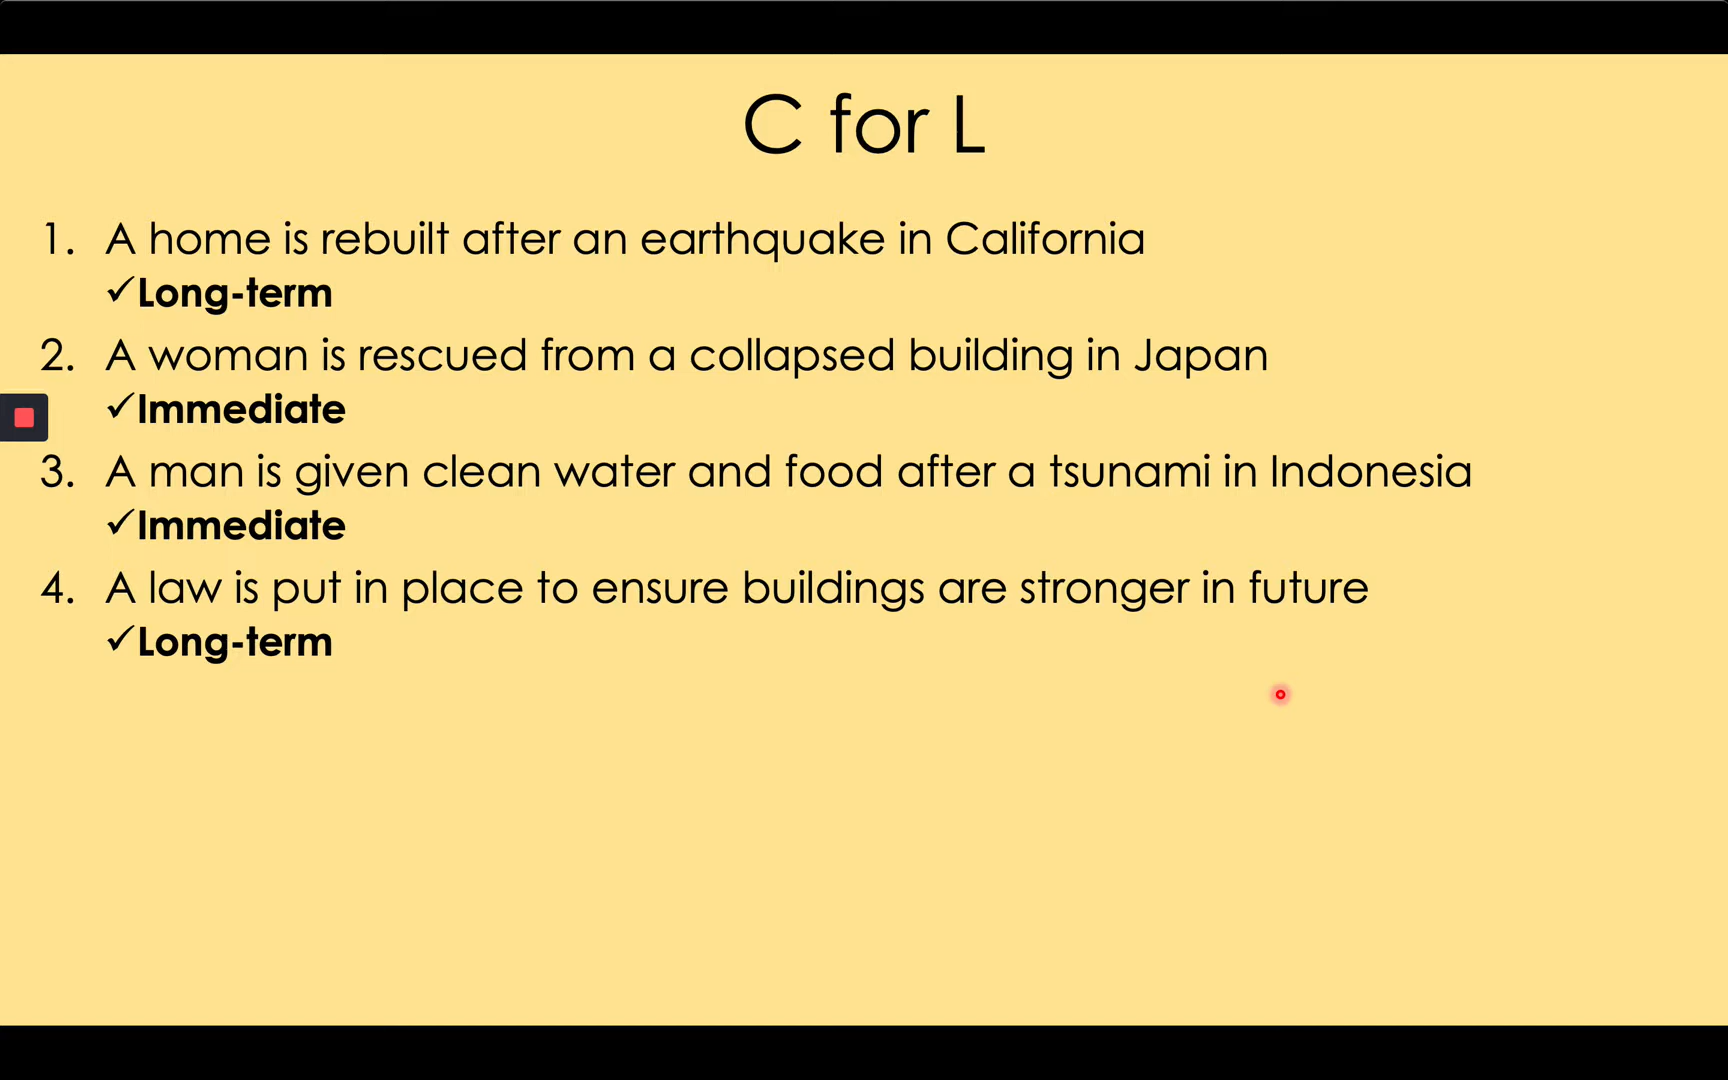 C for L
1. A home is rebuilt after an earthquake in California
✓Long-term
2. A woman is rescued from a collapsed building in Japan
✓Immediate
3. A man is given clean water and food after a tsunami in Indonesia
✓Immediate
4. A law is put in place to ensure buildings are stronger in future
✓Long-term